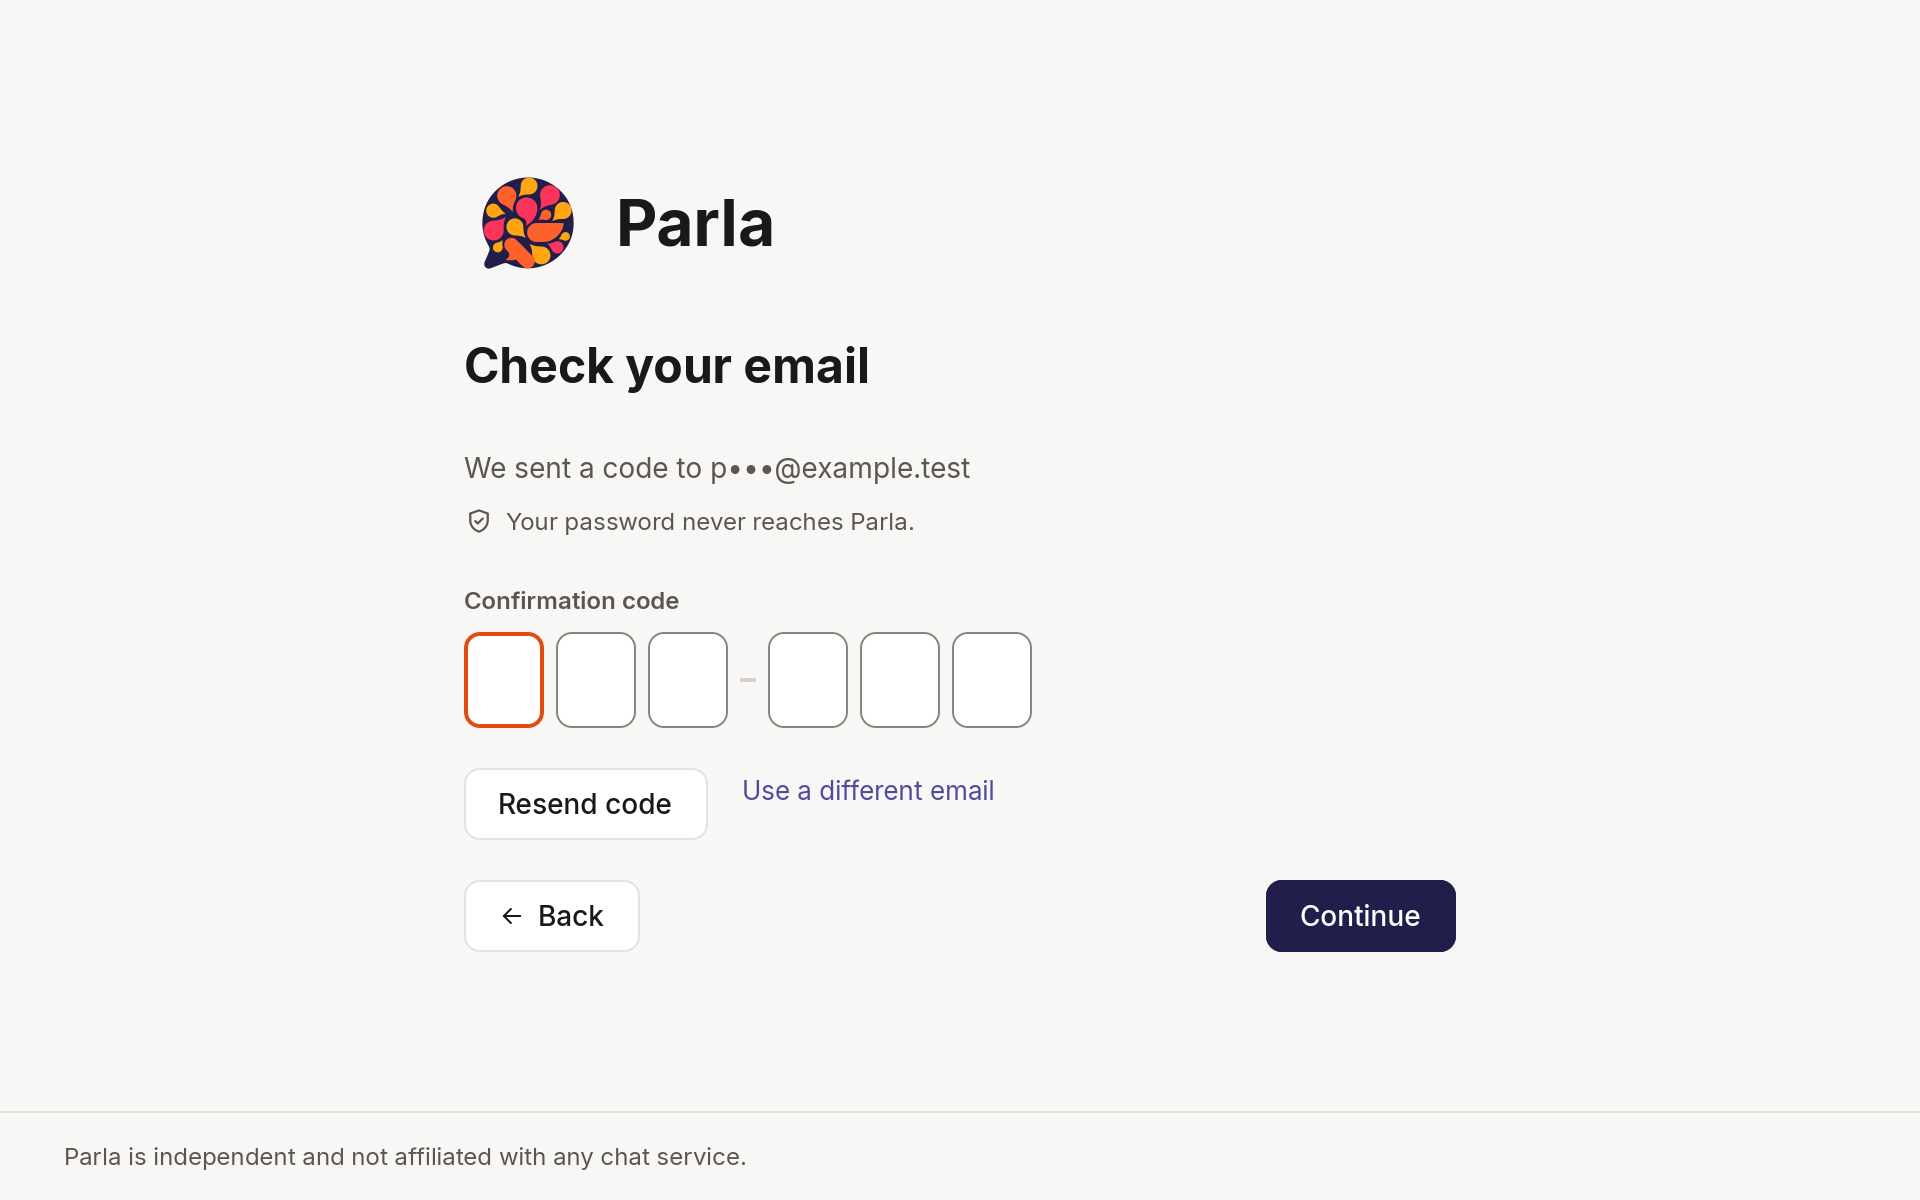 Parla
Check your email
We sent a code to p•••@example.test
Your password never reaches Parla.
Confirmation code
–
Resend code
Use a different email
← Back
Continue
Parla is independent and not affiliated with any chat service.